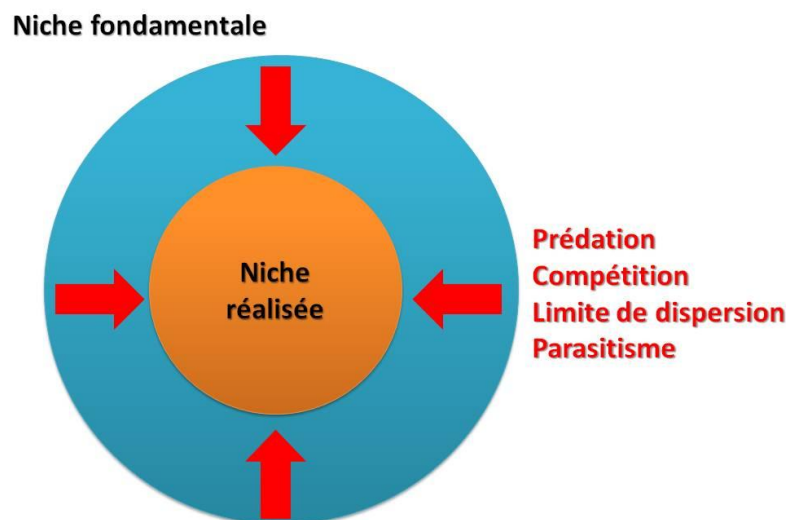 Niche fondamentale
Niche
réalisée
Prédation
Compétition
Limite de dispersion
Parasitisme